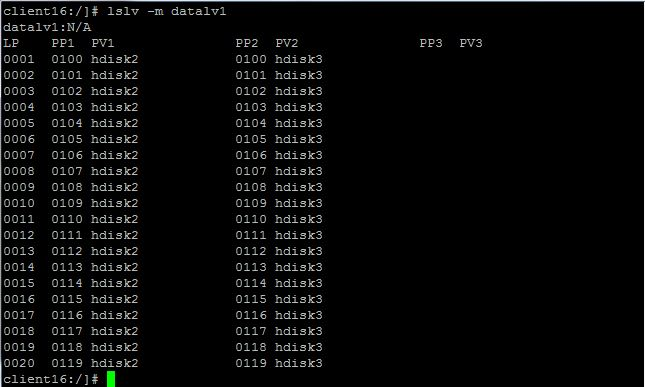 client16:/]# lslv -m datalv1
datalv1:N/A
LP    PP1  PV1                PP2  PV2                PP3  PV3
0001  0100 hdisk2             0100 hdisk3
0002  0101 hdisk2             0101 hdisk3
0003  0102 hdisk2             0102 hdisk3
0004  0103 hdisk2             0103 hdisk3
0005  0104 hdisk2             0104 hdisk3
0006  0105 hdisk2             0105 hdisk3
0007  0106 hdisk2             0106 hdisk3
0008  0107 hdisk2             0107 hdisk3
0009  0108 hdisk2             0108 hdisk3
0010  0109 hdisk2             0109 hdisk3
0011  0110 hdisk2             0110 hdisk3
0012  0111 hdisk2             0111 hdisk3
0013  0112 hdisk2             0112 hdisk3
0014  0113 hdisk2             0113 hdisk3
0015  0114 hdisk2             0114 hdisk3
0016  0115 hdisk2             0115 hdisk3
0017  0116 hdisk2             0116 hdisk3
0018  0117 hdisk2             0117 hdisk3
0019  0118 hdisk2             0118 hdisk3
0020  0119 hdisk2             0119 hdisk3
client16:/]#